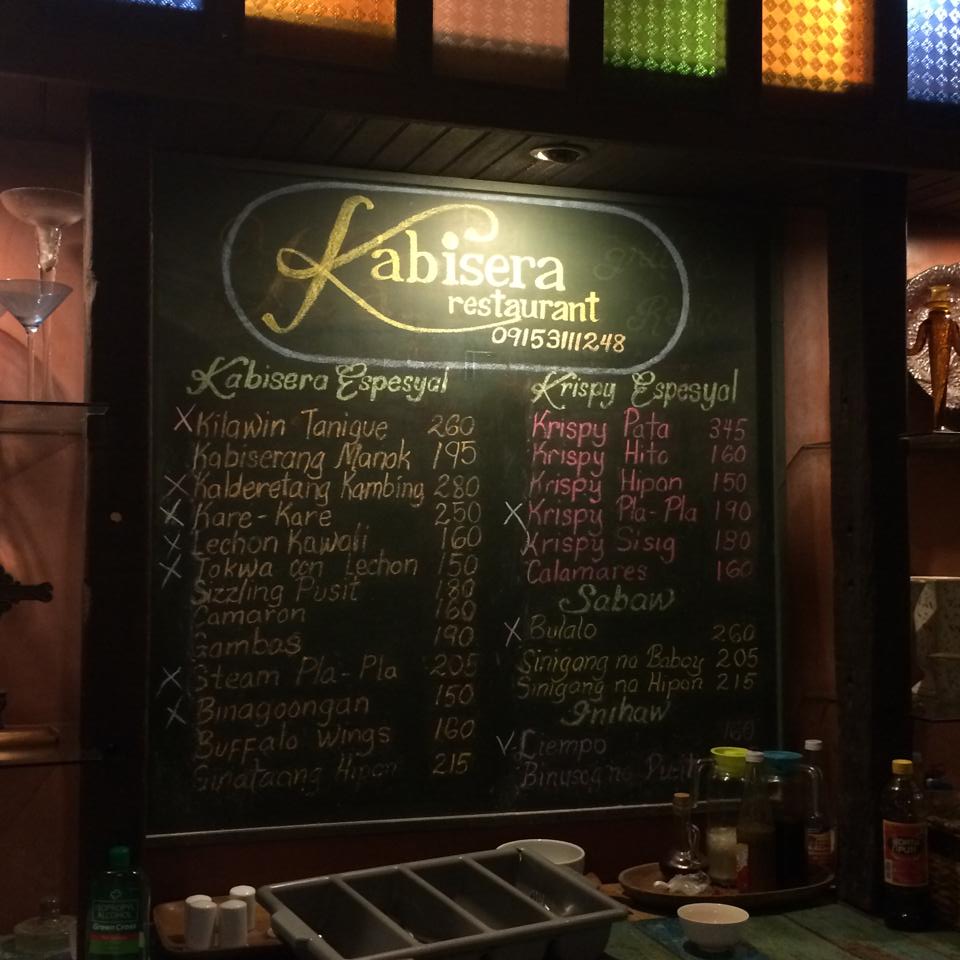 Kabisera
restaurant
09153111248
Kabisera Espesyal
X Kilawin Tanigue 260
Kabiserang Manok 195
X Kalderetang Kambing 280
X Kare-Kare 250
X Lechon Kawali 160
X Tokwa con Lechon 150
Sizzling Pusit 180
Camaron 160
Gambas 190
X Steam Pla-Pla 205
X Binagoongan 150
Buffalo Wings 160
Ginataang Hipon 215
Krispy Espesyal
Krispy Pata 345
Krispy Hito 160
Krispy Hipon 150
X Krispy Pla-Pla 190
Krispy Sisig 180
Calamares 160
Sabaw
X Bulalo 260
Sinigang na Baboy 205
Sinigang na Hipon 215
Inihaw
Liempo 160
Binusog na Pusit
ISOPROPYL
ALCOHOL
Green Cross